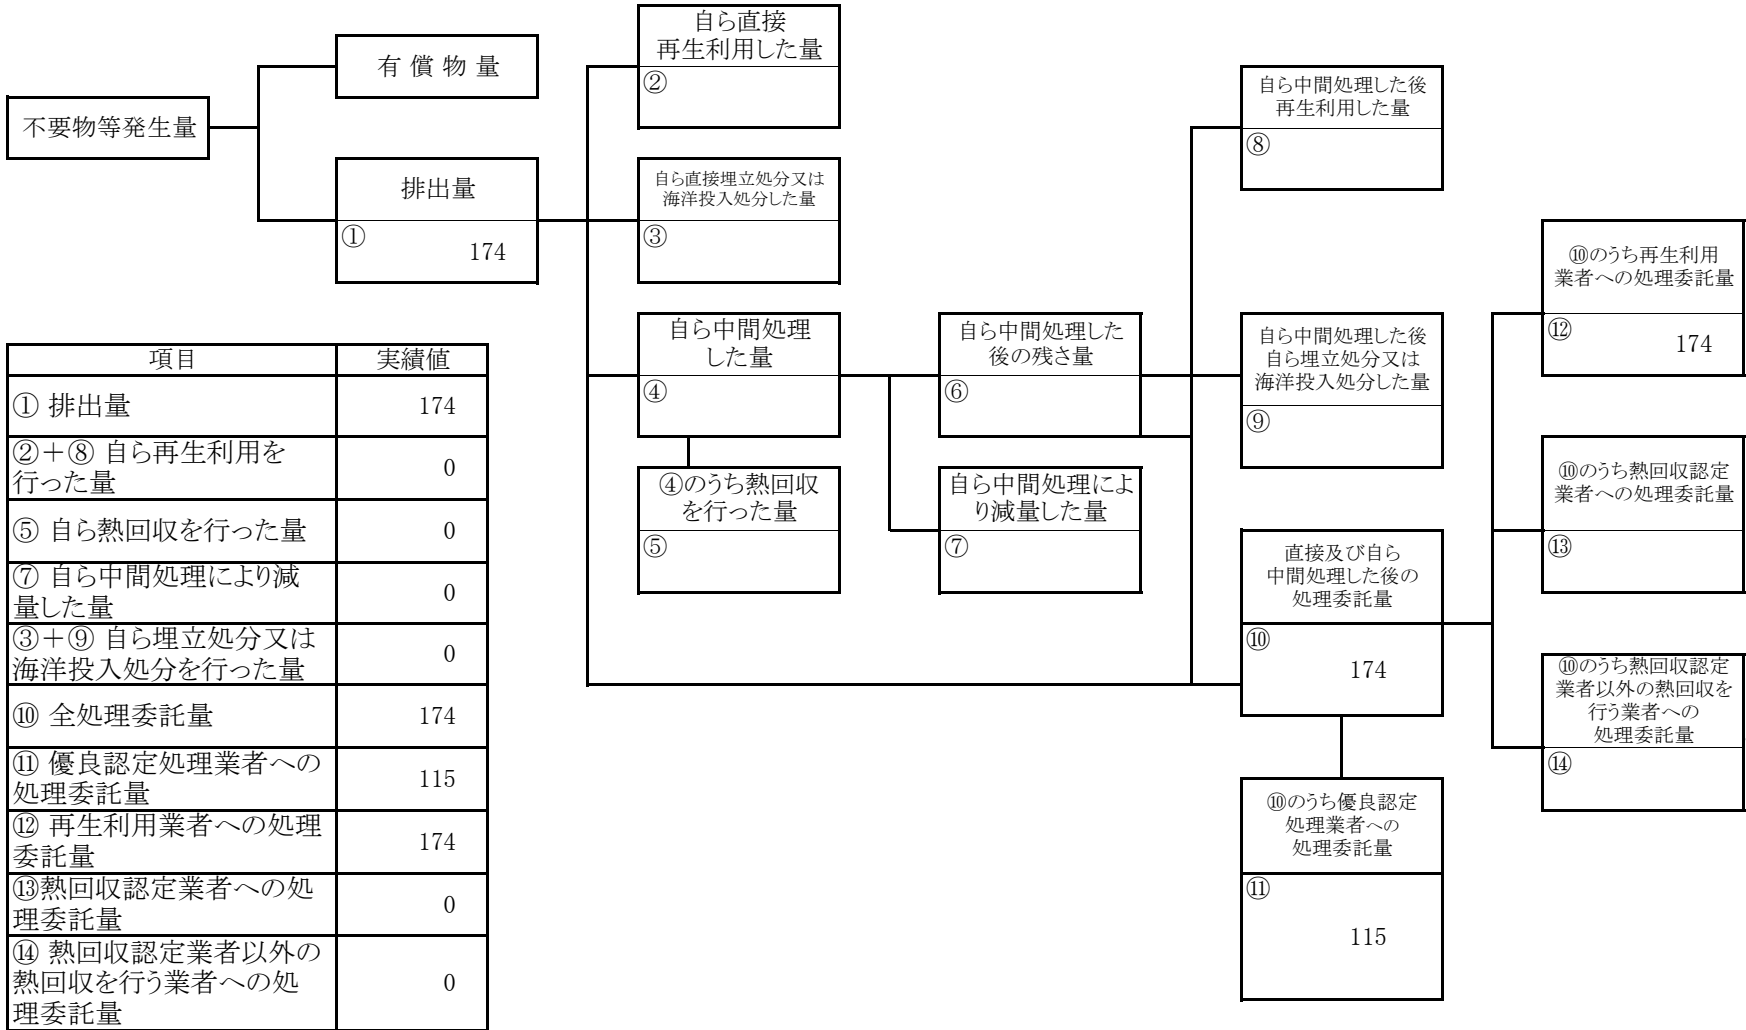 不要物等発生量
有償物量
排出量
①
174
自ら直接
再生利用した量
②
自ら直接埋立処分又は
海洋投入処分した量
③
自ら中間処理
した量
④
④のうち熱回収
を行った量
⑤
自ら中間処理した
後の残さ量
⑥
自ら中間処理によ
り減量した量
⑦
自ら中間処理した後
再生利用した量
⑧
自ら中間処理した後
自ら埋立処分又は
海洋投入処分した量
⑨
直接及び自ら
中間処理した後の
処理委託量
⑩
174
⑩のうち優良認定
処理業者への
処理委託量
⑪
115
⑩のうち再生利用
業者への処理委託量
⑫
174
⑩のうち熱回収認定
業者への処理委託量
⑬
⑩のうち熱回収認定
業者以外の熱回収を
行う業者への
処理委託量
⑭
項目 実績値
① 排出量 174
②+⑧ 自ら再生利用を
行った量 0
⑤ 自ら熱回収を行った量 0
⑦ 自ら中間処理により減
量した量 0
③+⑨ 自ら埋立処分又は
海洋投入処分を行った量 0
⑩ 全処理委託量 174
⑪ 優良認定処理業者への
処理委託量 115
⑫ 再生利用業者への処理
委託量 174
⑬熱回収認定業者への処
理委託量 0
⑭ 熱回収認定業者以外の
熱回収を行う業者への処
理委託量 0